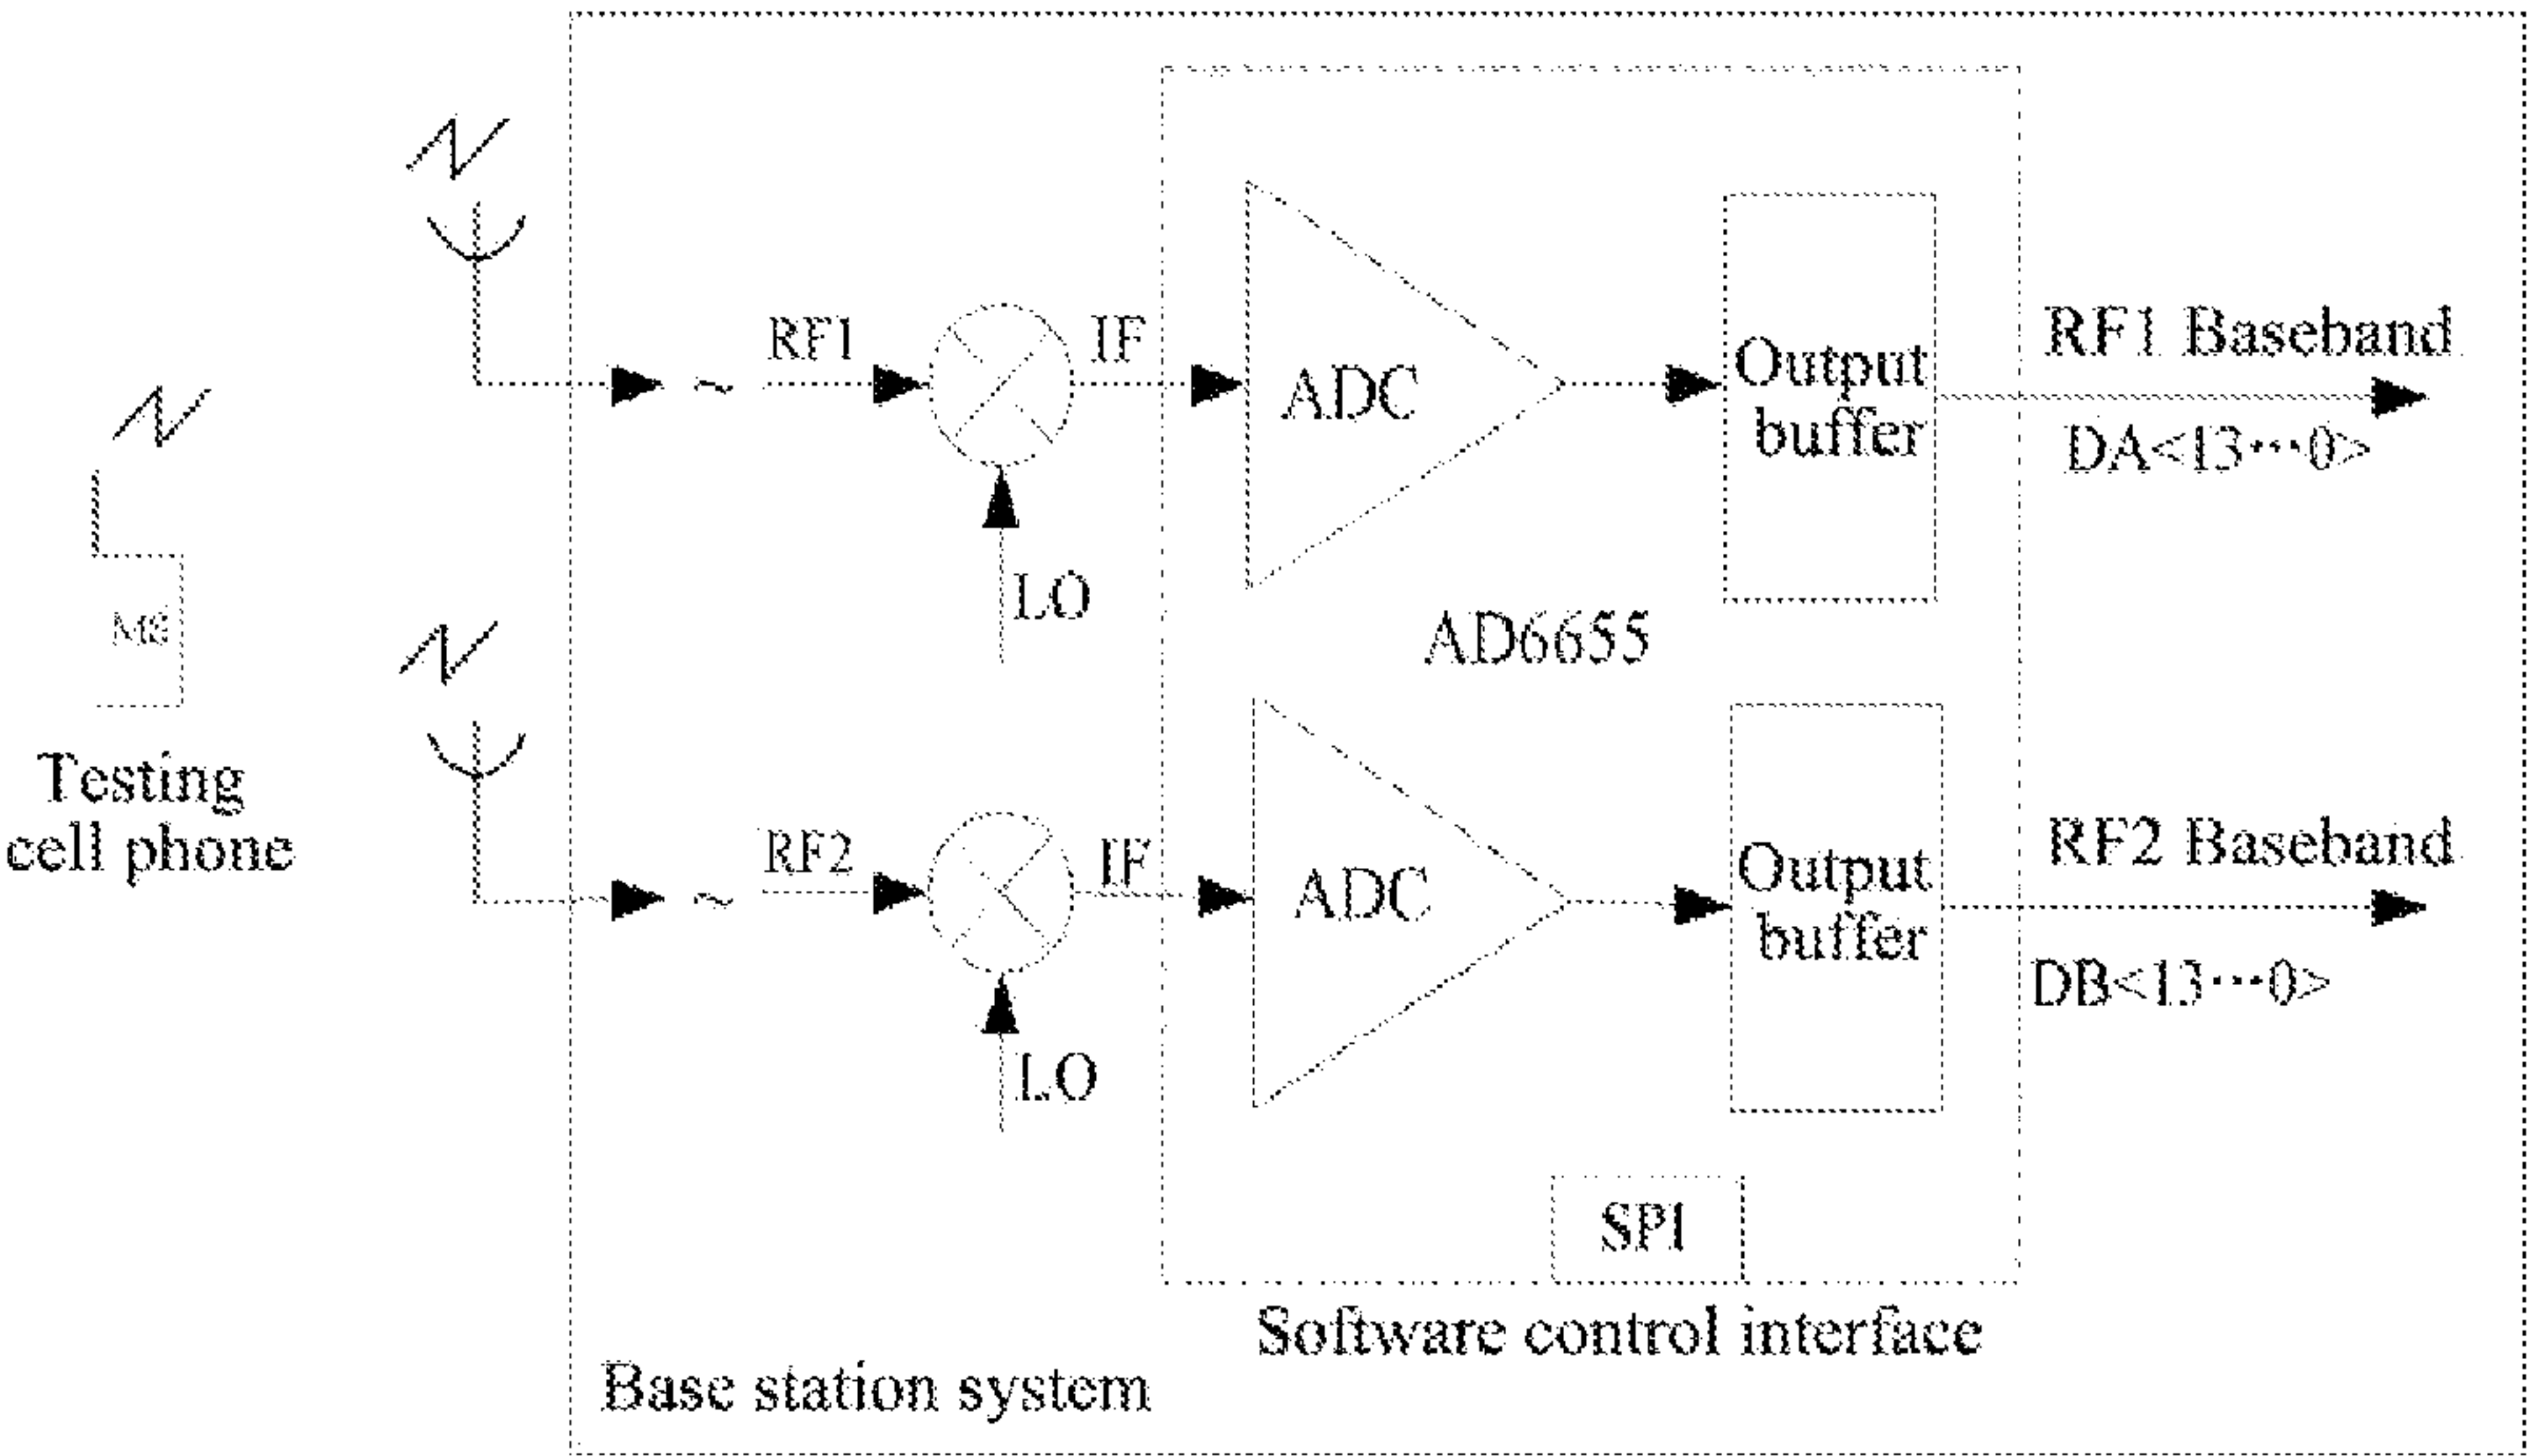 RF1
IF
ADC
Output
buffer
RF1 Baseband
DA<13···0>
LO
MS
AD6655
Testing
cell phone
RF2
IF
ADC
Output
buffer
RF2 Baseband
DB<13···0>
LO
SPI
Software control interface
Base station system